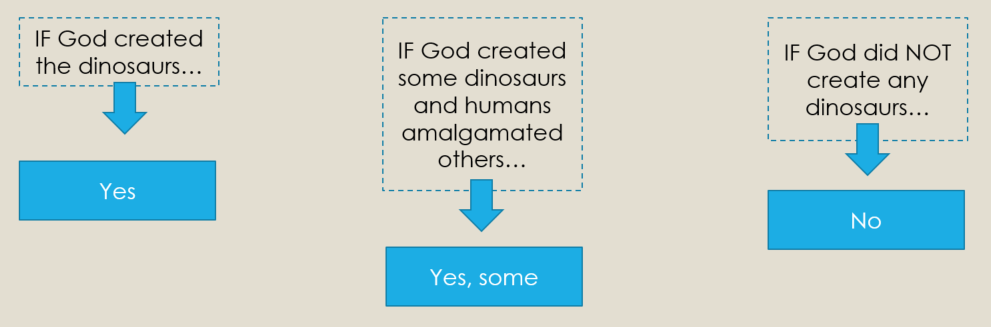 IF God created
the dinosaurs…
Yes
IF God created
some dinosaurs
and humans
amalgamated
others…
Yes, some
IF God did NOT
create any
dinosaurs…
No